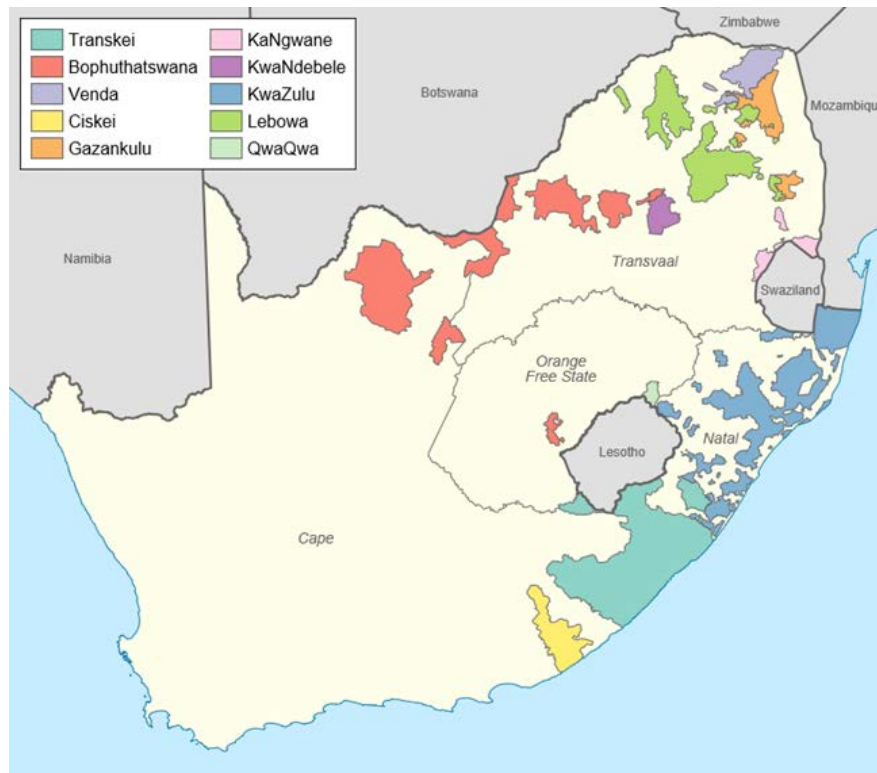 Transkei
Bophuthatswana
Venda
Ciskei
Gazankulu
KaNgwane
KwaNdebele
KwaZulu
Lebowa
QwaQwa
Zimbabwe
Botswana
Mozambiqu
Namibia
Transvaal
Swaziland
Orange
Free State
Natal
Lesotho
Cape